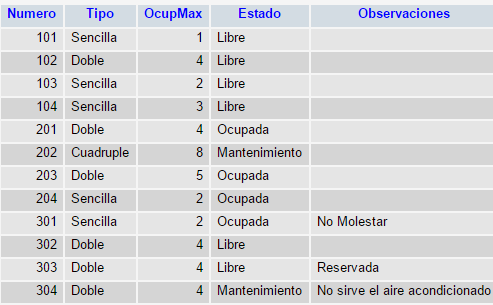 Numero Tipo OcupMax Estado Observaciones
101 Sencilla 1 Libre
102 Doble 4 Libre
103 Sencilla 2 Libre
104 Sencilla 3 Libre
201 Doble 4 Ocupada
202 Cuadruple 8 Mantenimiento
203 Doble 5 Ocupada
204 Sencilla 2 Ocupada
301 Sencilla 2 Ocupada No Molestar
302 Doble 4 Libre
303 Doble 4 Libre Reservada
304 Doble 4 Mantenimiento No sirve el aire acondicionado